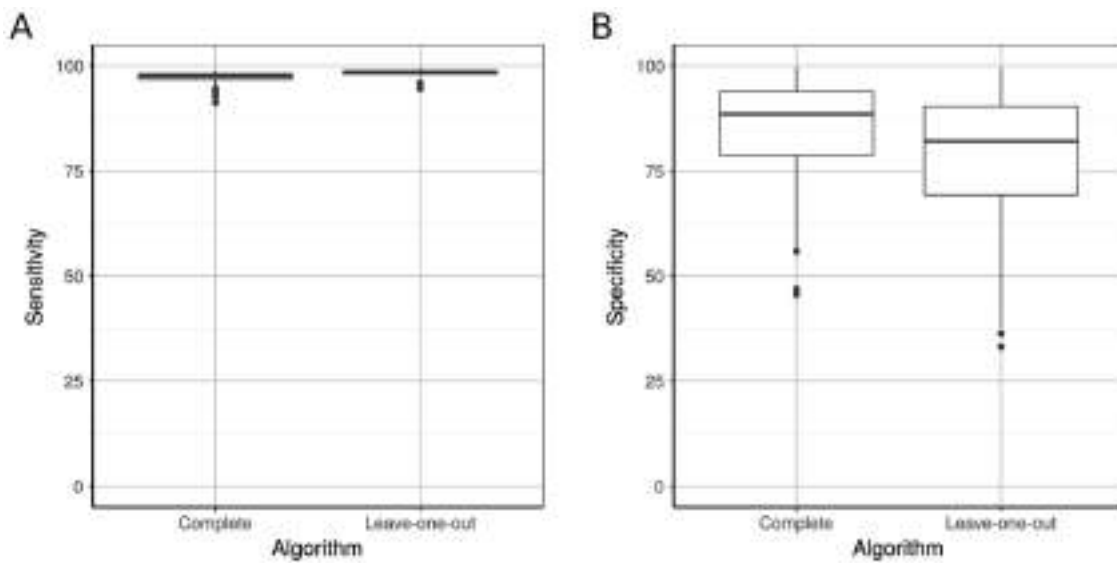 A
Sensitivity
100
75
50
25
0
Complete Leave-one-out
Algorithm
B
Specificity
100
75
50
25
0
Complete Leave-one-out
Algorithm